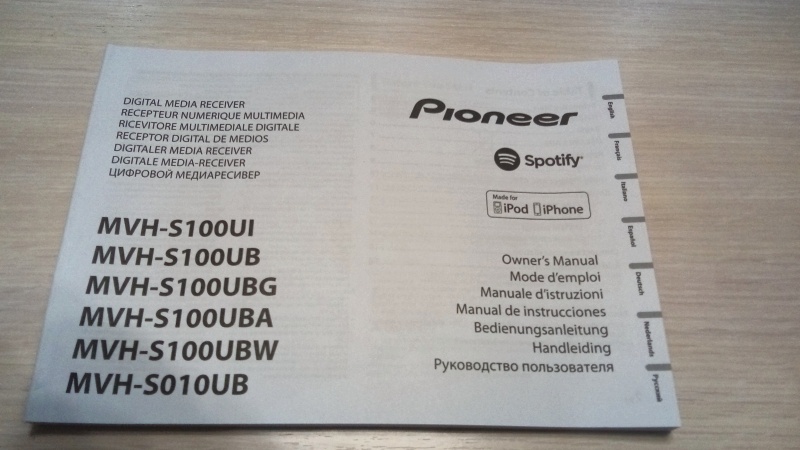 DIGITAL MEDIA RECEIVER
RECEPTEUR NUMERIQUE MULTIMEDIA
RICEVITORE MULTIMEDIALE DIGITALE
RECEPTOR DIGITAL DE MEDIOS
DIGITALER MEDIA RECEIVER
DIGITALE MEDIA-RECEIVER
ЦИФРОВОЙ МЕДИАРЕСИВЕР
MVH-S100UI
MVH-S100UB
MVH-S100UBG
MVH-S100UBA
MVH-S100UBW
MVH-S010UB
Pioneer
Spotify
Made for
iPod iPhone
Owner's Manual
Mode d'emploi
Manuale d'istruzioni
Manual de instrucciones
Bedienungsanleitung
Handleiding
Руководство пользователя
English
Français
Italiano
Español
Deutsch
Nederlands
Русский